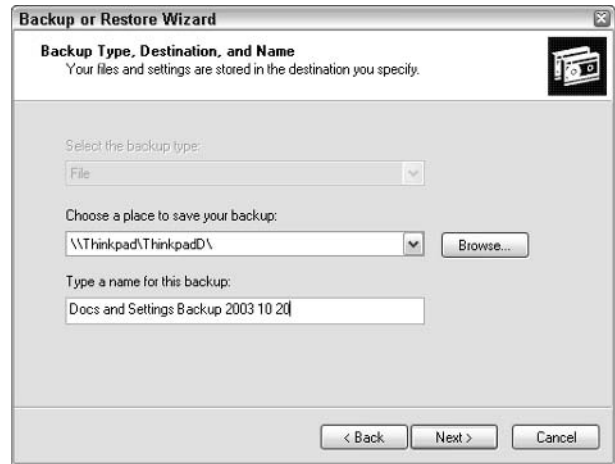 Backup or Restore Wizard
Backup Type, Destination, and Name
Your files and settings are stored in the destination you specify.
Select the backup type:
File
Choose a place to save your backup:
\\Thinkpad\ThinkpadD\
Browse...
Type a name for this backup:
Docs and Settings Backup 2003 10 20
< Back
Next >
Cancel